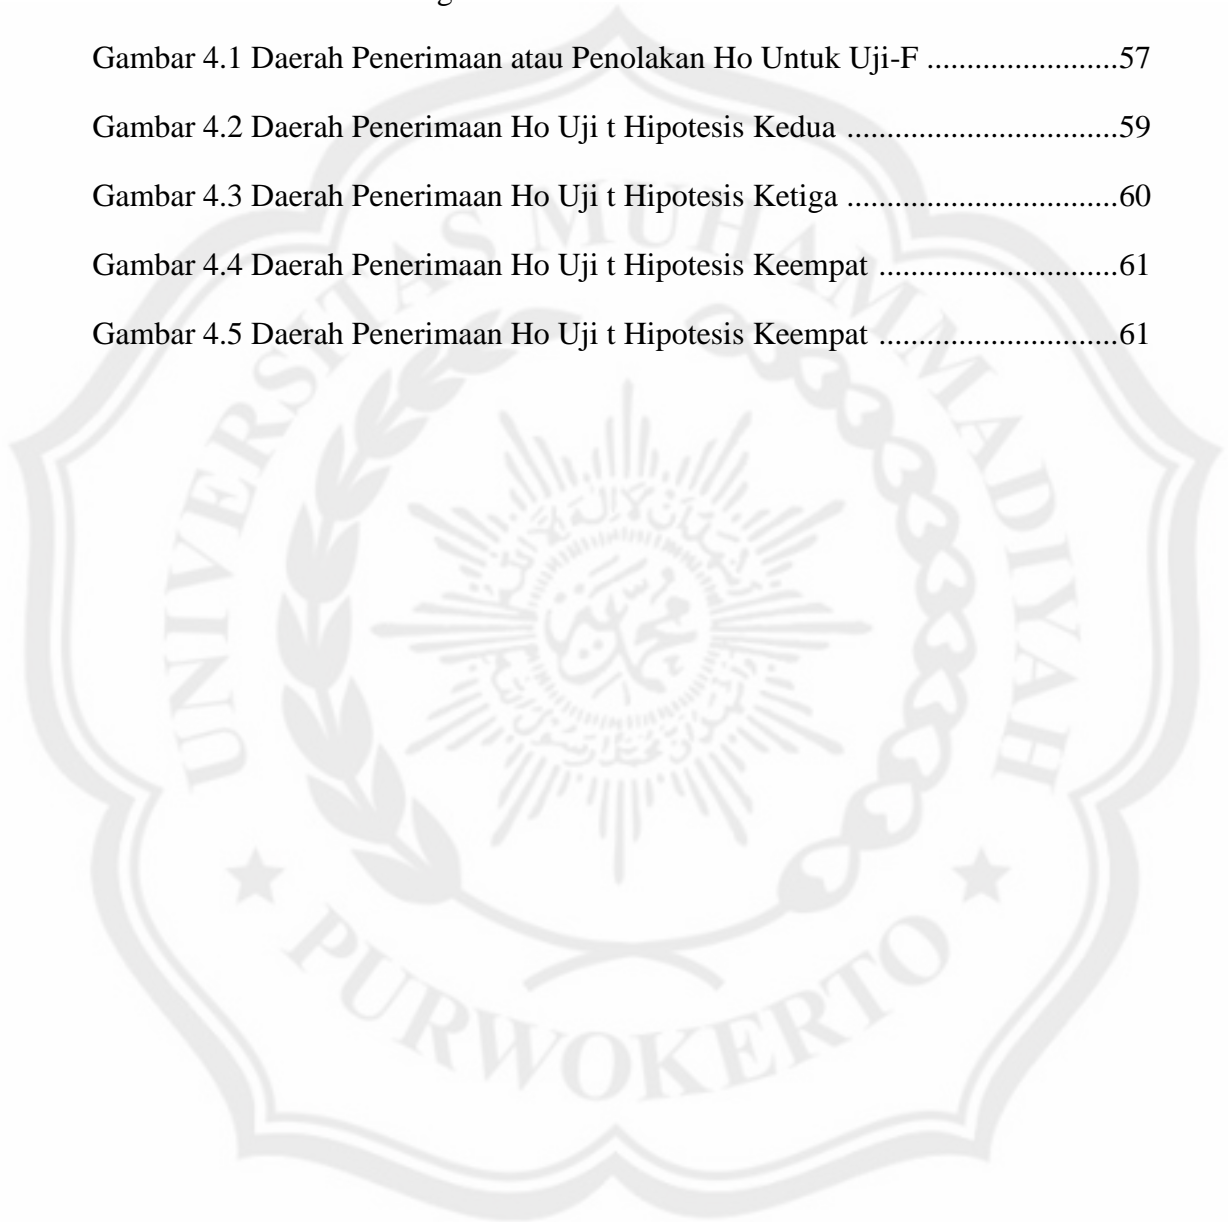 Gambar 4.1 Daerah Penerimaan atau Penolakan Ho Untuk Uji-F ........................57
Gambar 4.2 Daerah Penerimaan Ho Uji t Hipotesis Kedua ..................................59
Gambar 4.3 Daerah Penerimaan Ho Uji t Hipotesis Ketiga ..................................60
Gambar 4.4 Daerah Penerimaan Ho Uji t Hipotesis Keempat ..............................61
Gambar 4.5 Daerah Penerimaan Ho Uji t Hipotesis Keempat ..............................61
UNIVERSITAS MUHAMMADIYAH
PURWOKERTO